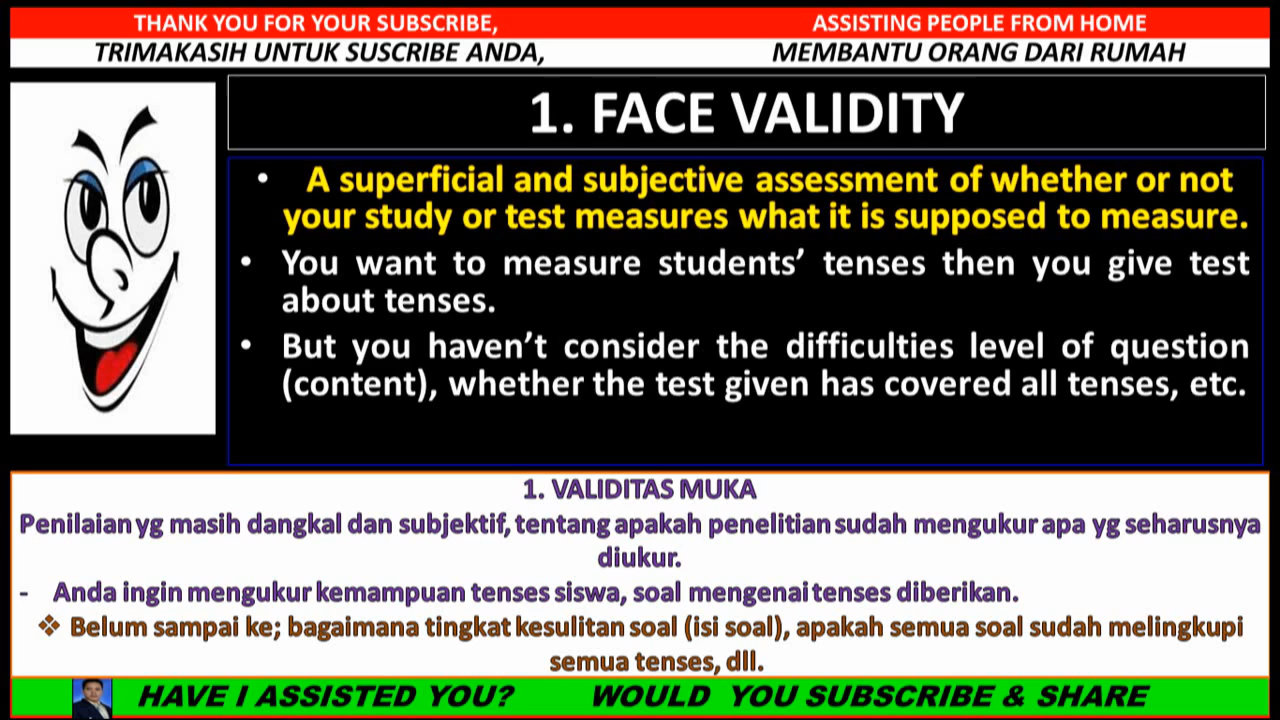 THANK YOU FOR YOUR SUBSCRIBE, ASSISTING PEOPLE FROM HOME
TRIMAKASIH UNTUK SUSCRIBE ANDA, MEMBANTU ORANG DARI RUMAH
1. FACE VALIDITY
• A superficial and subjective assessment of whether or not
your study or test measures what it is supposed to measure.
• You want to measure students’ tenses then you give test
about tenses.
• But you haven’t consider the difficulties level of question
(content), whether the test given has covered all tenses, etc.
1. VALIDITAS MUKA
Penilaian yg masih dangkal dan subjektif, tentang apakah penelitian sudah mengukur apa yg seharusnya
diukur.
- Anda ingin mengukur kemampuan tenses siswa, soal mengenai tenses diberikan.
❖ Belum sampai ke; bagaimana tingkat kesulitan soal (isi soal), apakah semua soal sudah melingkupi
semua tenses, dll.
HAVE I ASSISTED YOU? WOULD YOU SUBSCRIBE & SHARE